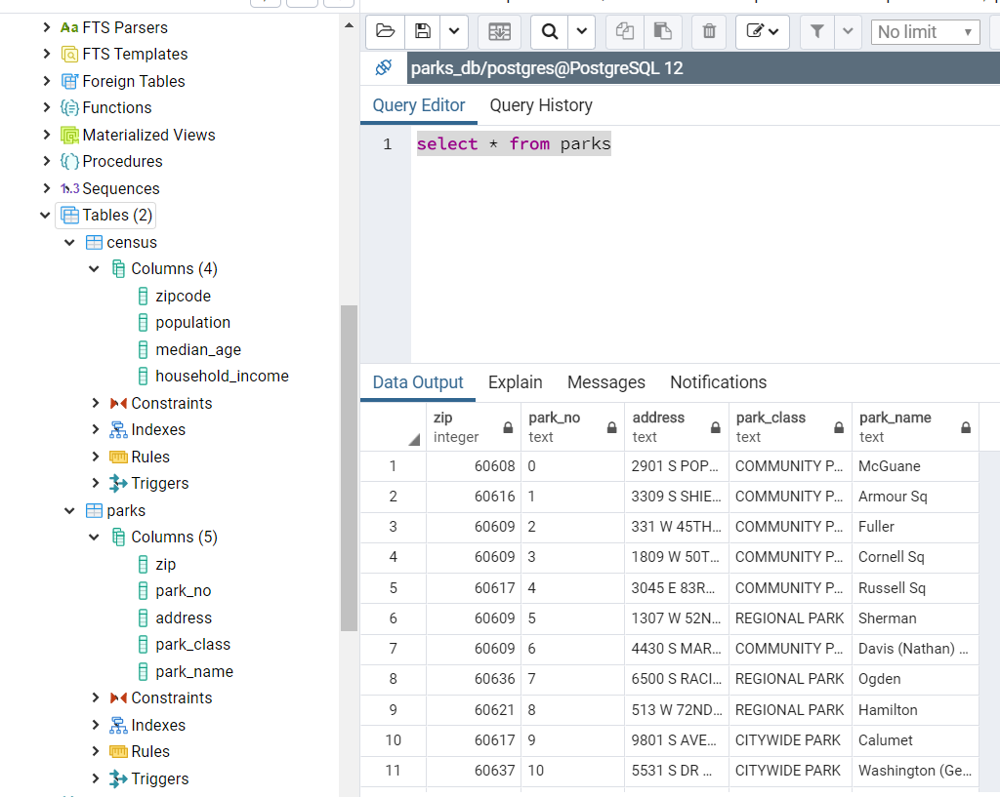 FTS Parsers
FTS Templates
Foreign Tables
Functions
Materialized Views
Procedures
1..3 Sequences
Tables (2)
census
Columns (4)
zipcode
population
median_age
household_income
Constraints
Indexes
Rules
Triggers
parks
Columns (5)
zip
park_no
address
park_class
park_name
Constraints
Indexes
Rules
Triggers
No limit
parks_db/postgres@PostgreSQL 12
Query Editor Query History
1 select * from parks
Data Output Explain Messages Notifications
zip park_no address park_class park_name
integer text text text text
1 60608 0 2901 S POP... COMMUNITY P... McGuane
2 60616 1 3309 S SHIE... COMMUNITY P... Armour Sq
3 60609 2 331 W 45TH... COMMUNITY P... Fuller
4 60609 3 1809 W 50T... COMMUNITY P... Cornell Sq
5 60617 4 3045 E 83R... COMMUNITY P... Russell Sq
6 60609 5 1307 W 52N... REGIONAL PARK Sherman
7 60609 6 4430 S MAR... COMMUNITY P... Davis (Nathan) ...
8 60636 7 6500 S RACI... REGIONAL PARK Ogden
9 60621 8 513 W 72ND... REGIONAL PARK Hamilton
10 60617 9 9801 S AVE... CITYWIDE PARK Calumet
11 60637 10 5531 S DR ... CITYWIDE PARK Washington (Ge...